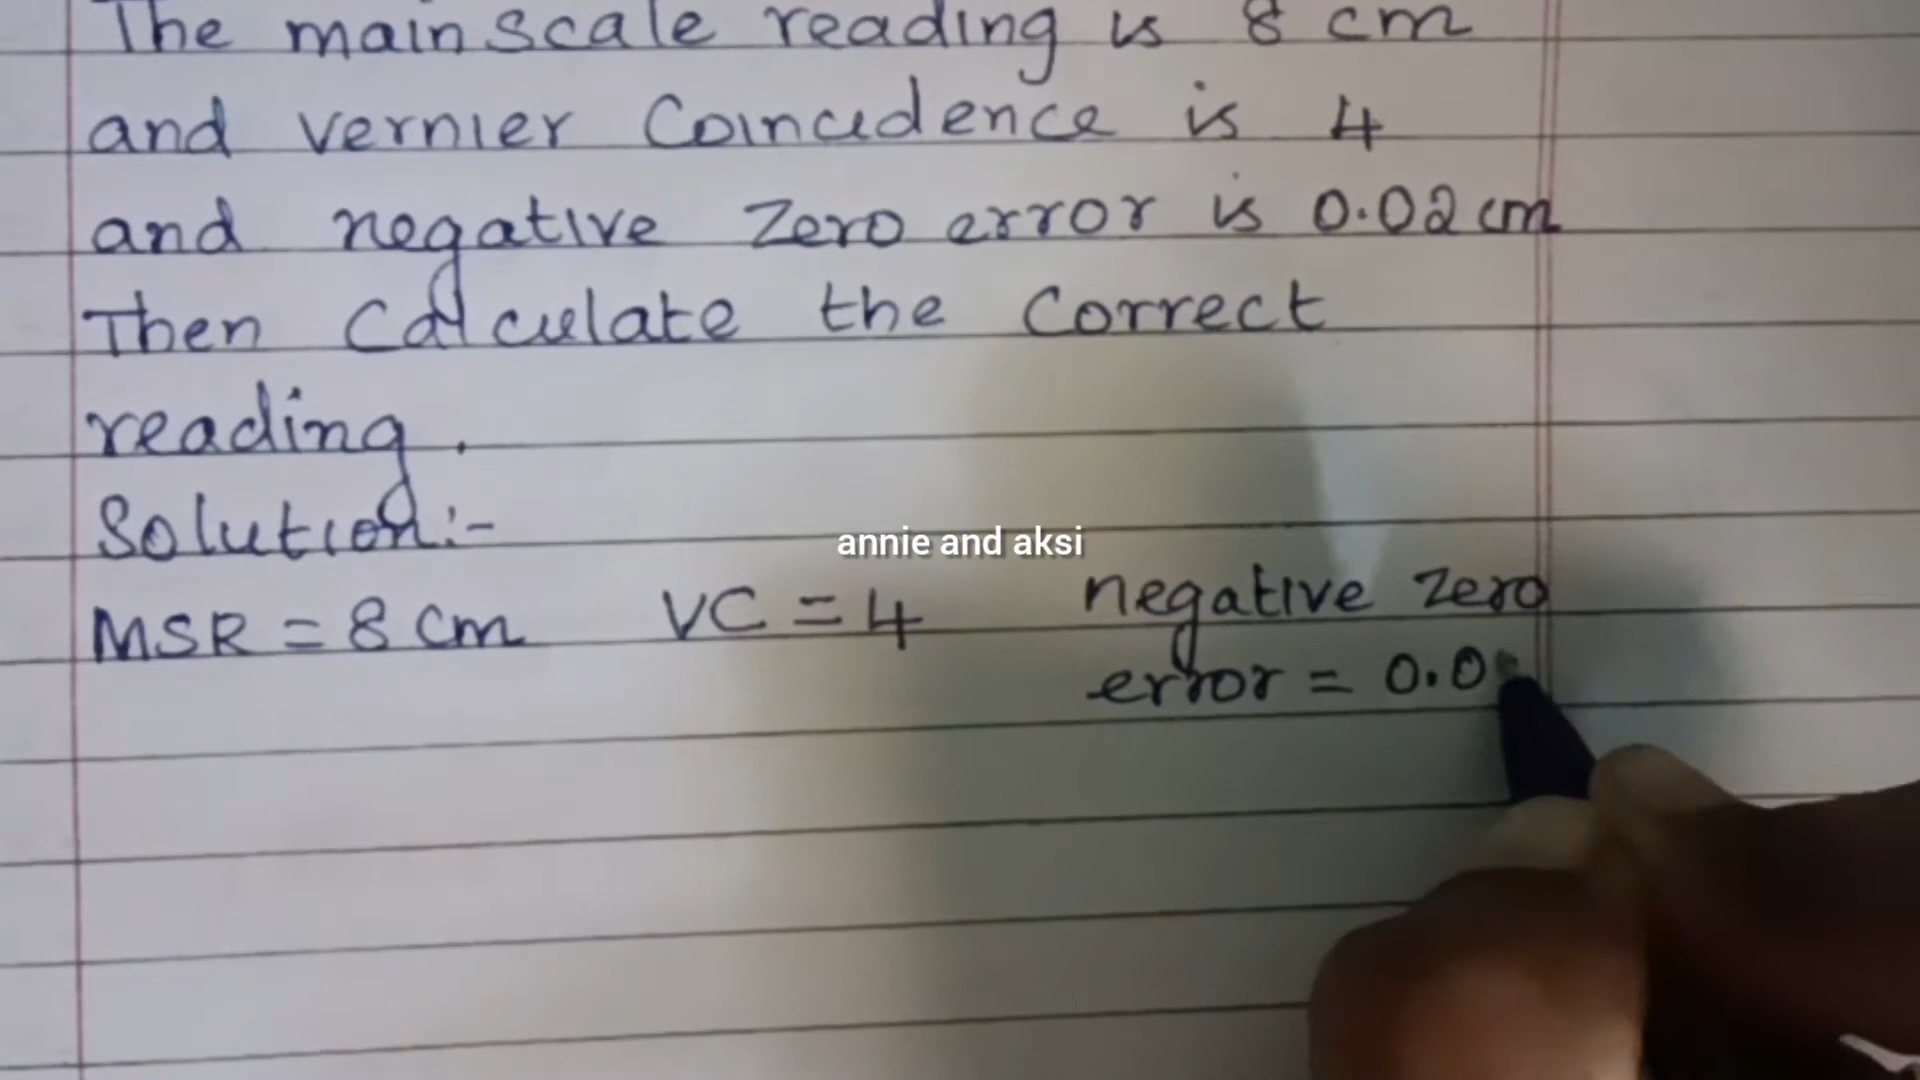 The main scale reading is 8 cm
and vernier Coincidence is 4
and negative zero error is 0.02 cm
Then Calculate the Correct
reading.
Solution:-
annie and aksi
MSR = 8 cm VC = 4 negative zero
error = 0.0